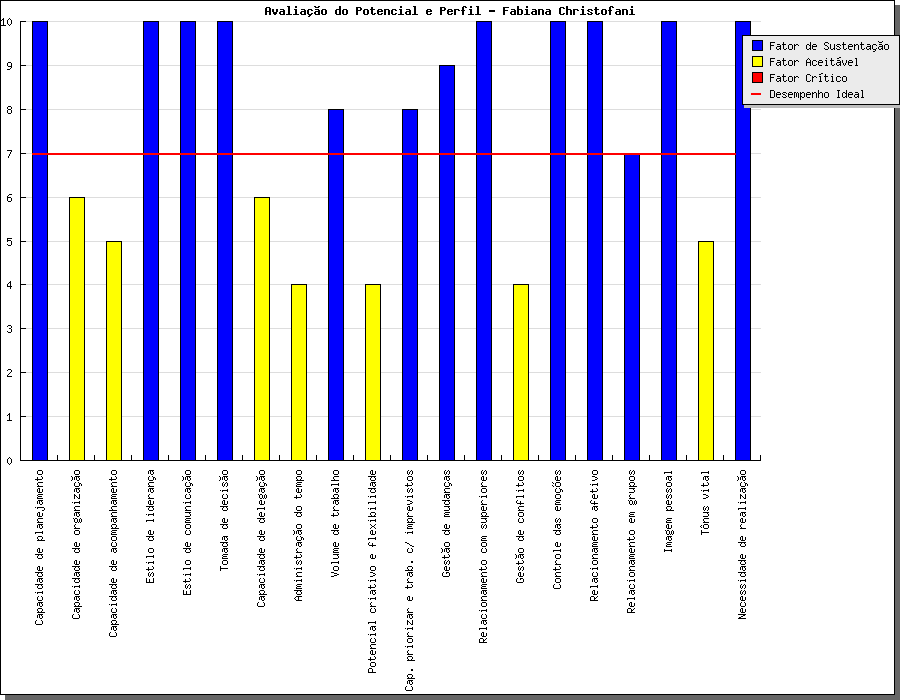 Avaliação do Potencial e Perfil - Fabiana Christofani
10
9
8
7
6
5
4
3
2
1
0
Fator de Sustentação
Fator Aceitável
Fator Crítico
Desempenho Ideal
Capacidade de planejamento
Capacidade de organização
Capacidade de acompanhamento
Estilo de liderança
Estilo de comunicação
Tomada de decisão
Capacidade de delegação
Administração do tempo
Volume de trabalho
Potencial criativo e flexibilidade
Cap. priorizar e trab. c/ imprevistos
Gestão de mudanças
Relacionamento com superiores
Gestão de conflitos
Controle das emoções
Relacionamento afetivo
Relacionamento em grupos
Imagem pessoal
Tônus vital
Necessidade de realização